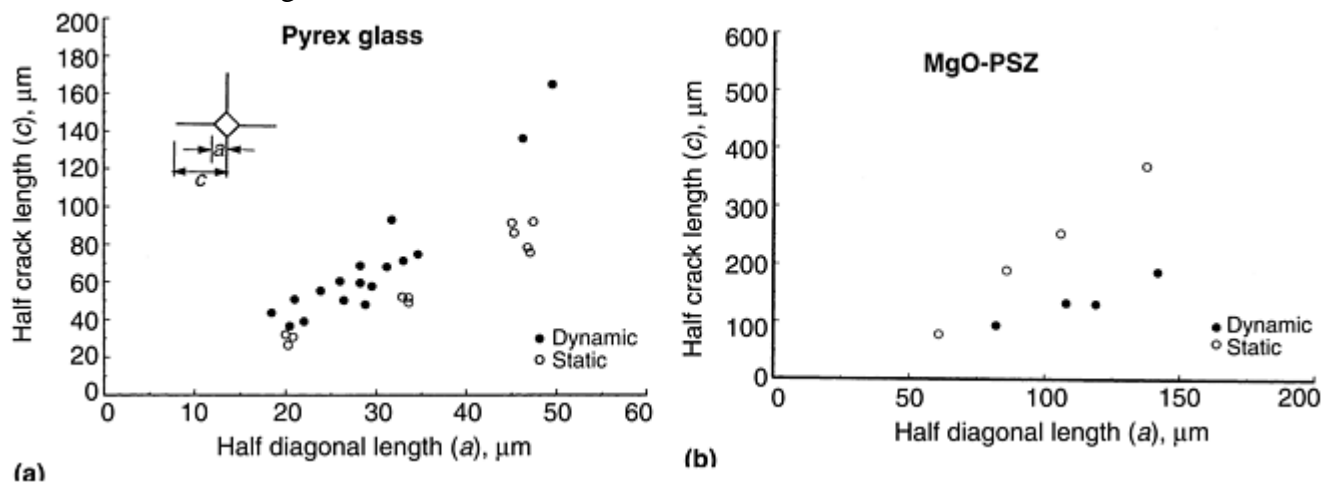 Pyrex glass
Half crack length (c), μm
200
180
160
140
120
100
80
60
40
20
0
a
c
Dynamic
Static
0 10 20 30 40 50 60
Half diagonal length (a), μm
(a)
MgO-PSZ
Half crack length (c), μm
600
500
400
300
200
100
0
Dynamic
Static
0 50 100 150 200
Half diagonal length (a), μm
(b)